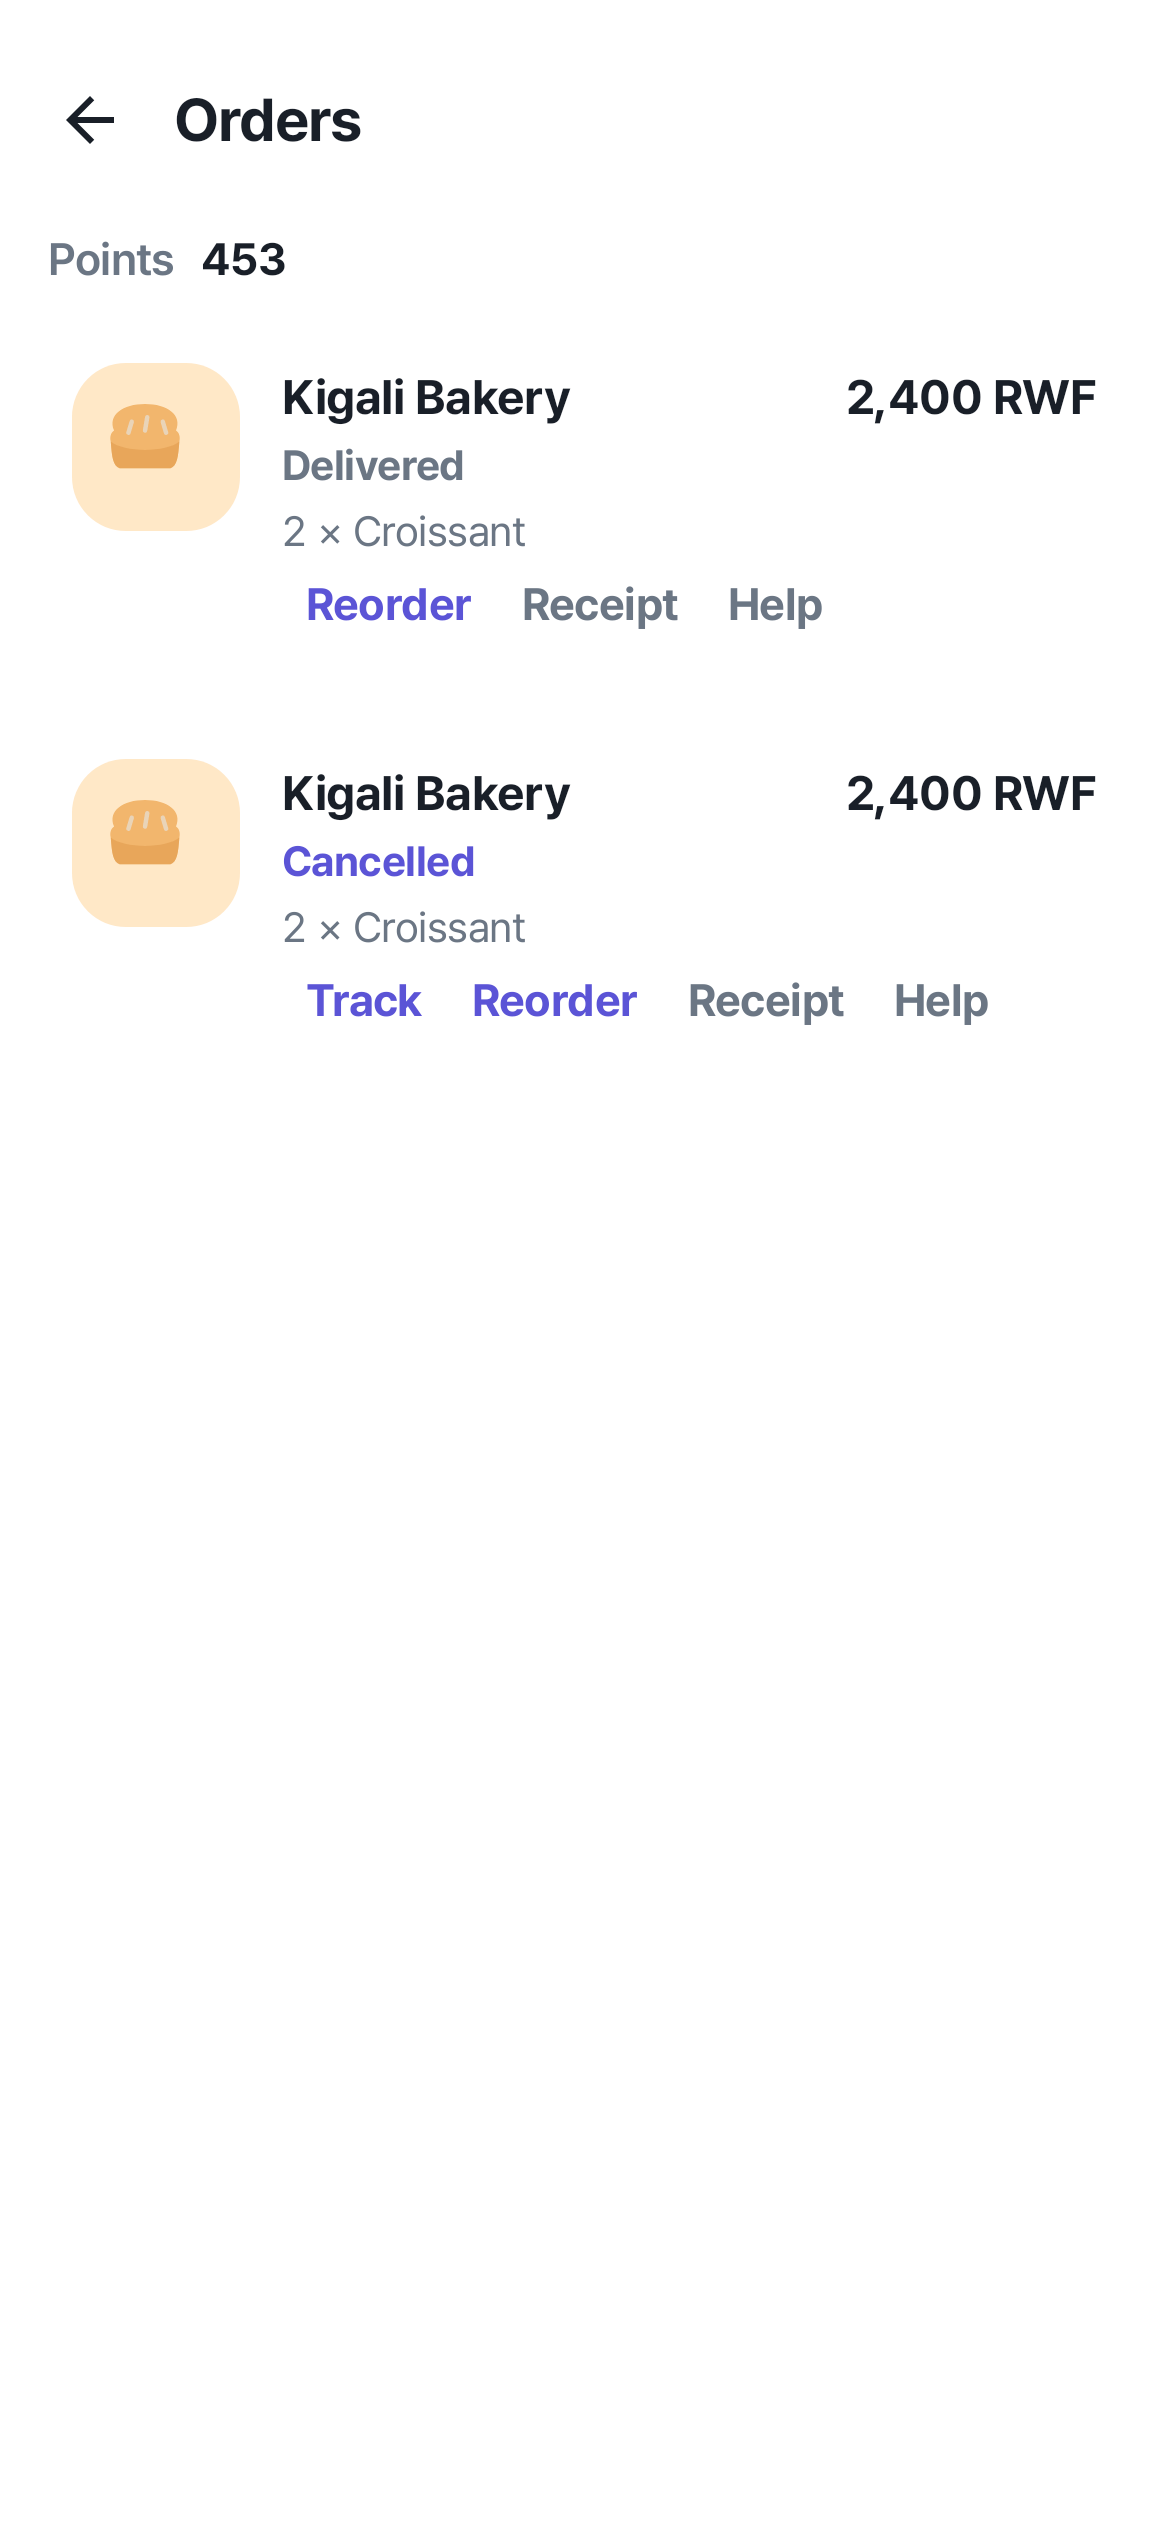 Orders
Points 453
Kigali Bakery 2,400 RWF
Delivered
2 × Croissant
Reorder Receipt Help
Kigali Bakery 2,400 RWF
Cancelled
2 × Croissant
Track Reorder Receipt Help